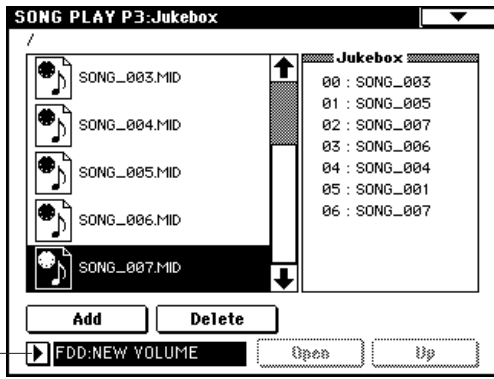 SONG PLAY P3:Jukebox
/
SONG_003.MID
SONG_004.MID
SONG_005.MID
SONG_006.MID
SONG_007.MID
Jukebox
00 : SONG_003
01 : SONG_005
02 : SONG_007
03 : SONG_006
04 : SONG_004
05 : SONG_001
06 : SONG_007
Add
Delete
FDD:NEW VOLUME
Open
Up